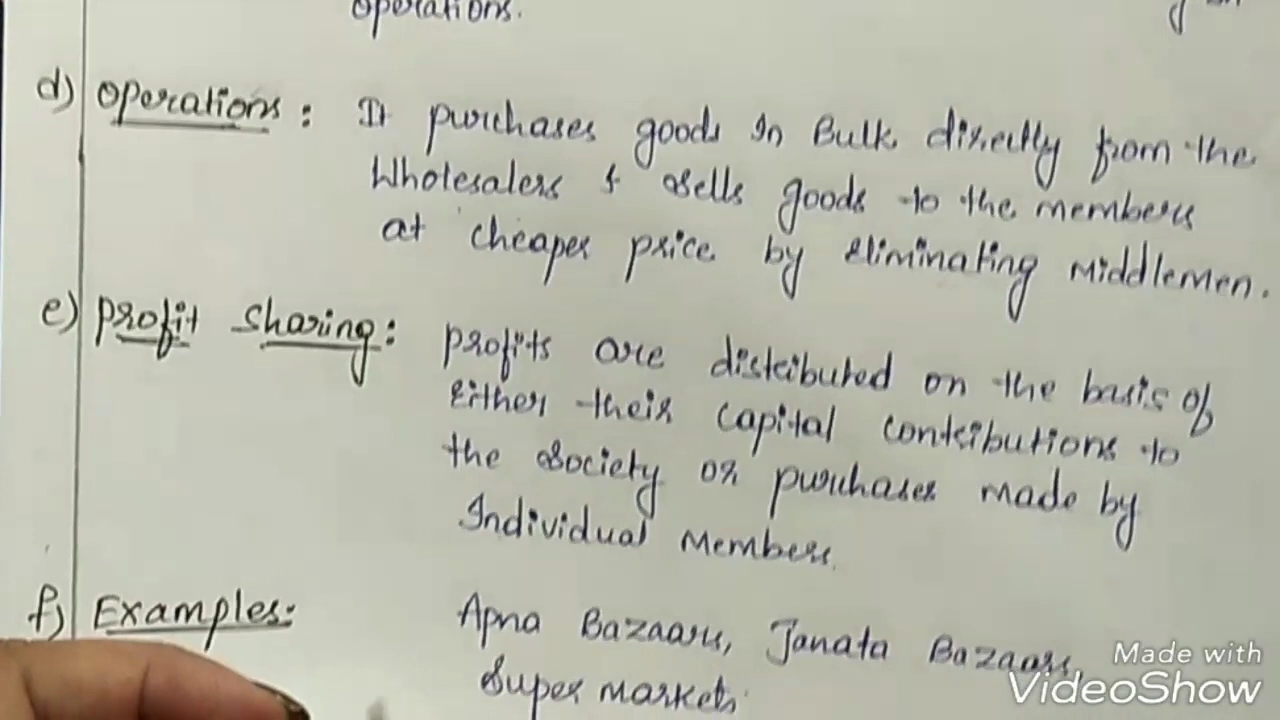 operations.
d) Operations: It purchases goods In Bulk directly from the
Wholesalers & sells goods to the members
at cheaper price by Eliminating Middlemen.
e) Profit Sharing: profits are distributed on the basis of
Either their capital contributions to
the Society or purchases made by
Individual Members.
f) Examples: Apna Bazaars, Janata Bazaars,
Super markets.
Made with
VideoShow